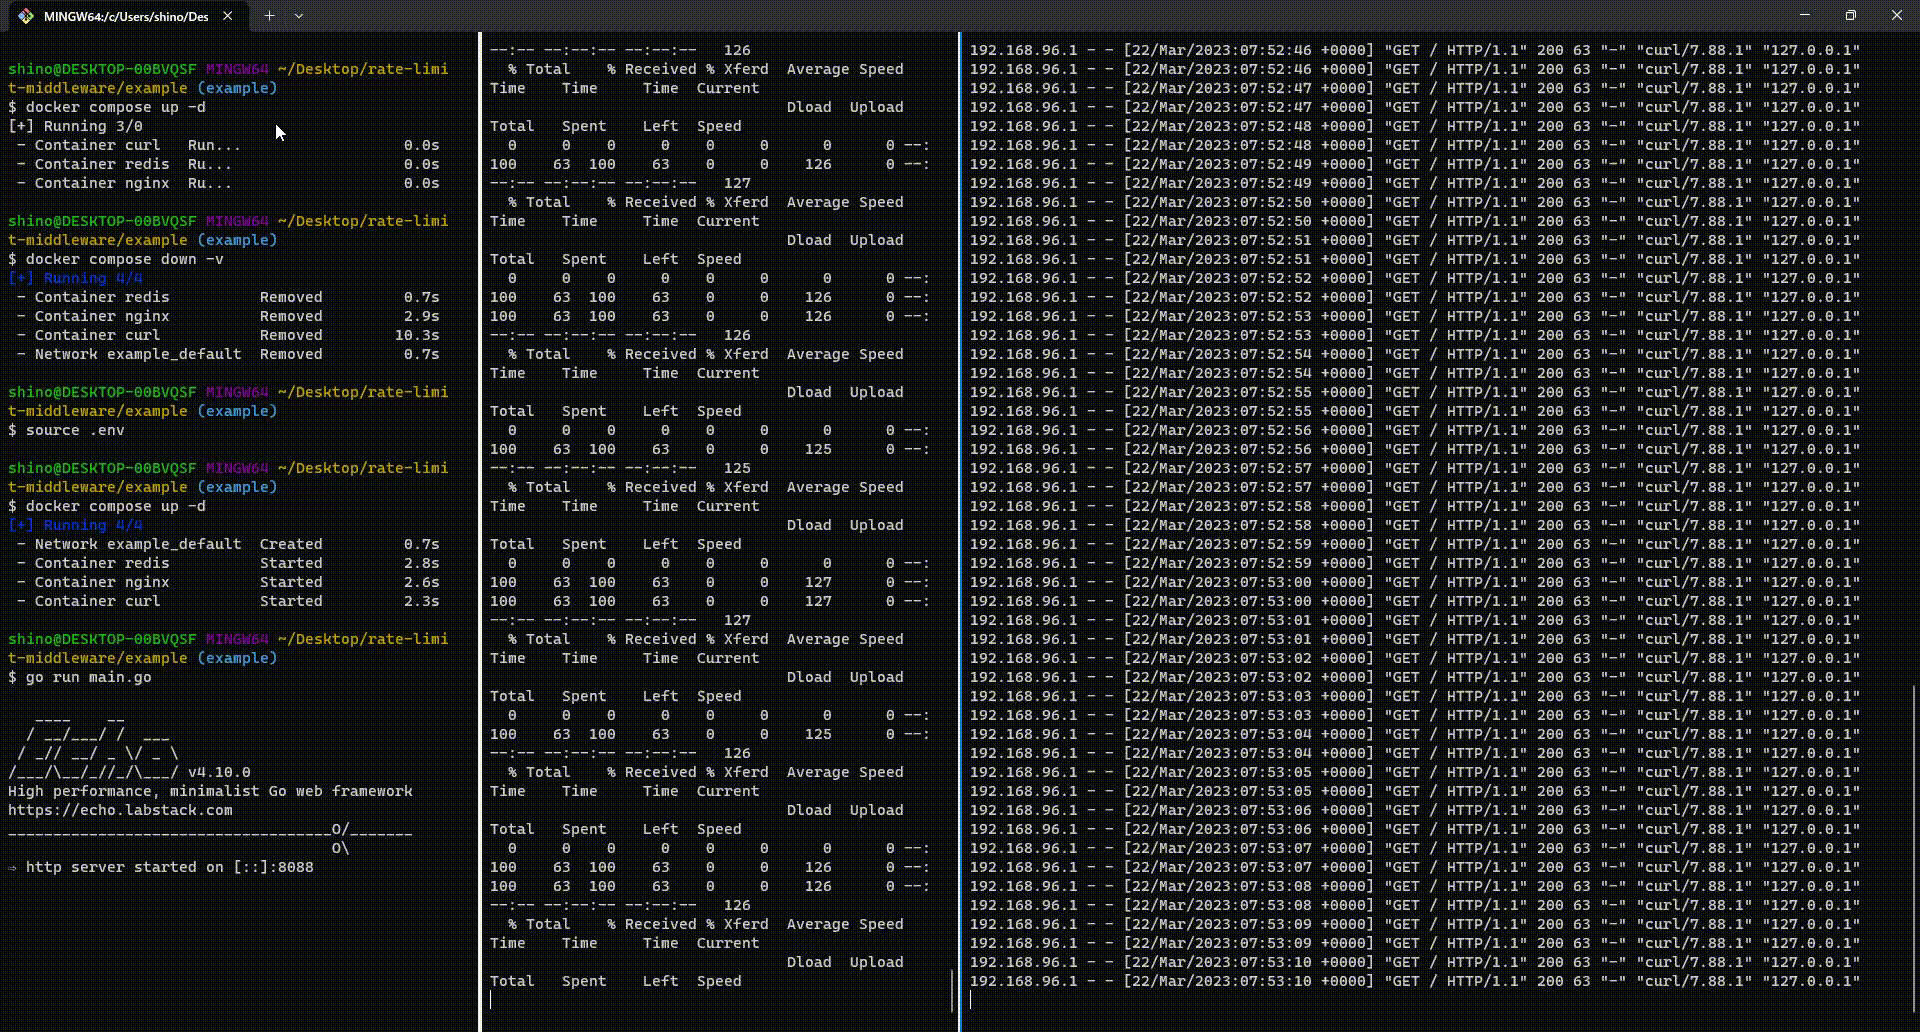 MINGW64:/c/Users/shino/Des
shino@DESKTOP-00BVQSF MINGW64 ~/Desktop/rate-limi
t-middleware/example (example)
$ docker compose up -d
[+] Running 3/0
 - Container curl   Run...                  0.0s
 - Container redis  Ru...                   0.0s
 - Container nginx  Ru...                   0.0s
shino@DESKTOP-00BVQSF MINGW64 ~/Desktop/rate-limi
t-middleware/example (example)
$ docker compose down -v
[+] Running 4/4
 - Container redis          Removed         0.7s
 - Container nginx          Removed         2.9s
 - Container curl           Removed        10.3s
 - Network example_default  Removed         0.7s
shino@DESKTOP-00BVQSF MINGW64 ~/Desktop/rate-limi
t-middleware/example (example)
$ source .env
shino@DESKTOP-00BVQSF MINGW64 ~/Desktop/rate-limi
t-middleware/example (example)
$ docker compose up -d
[+] Running 4/4
 - Network example_default  Created         0.7s
 - Container redis          Started         2.8s
 - Container nginx          Started         2.6s
 - Container curl           Started         2.3s
shino@DESKTOP-00BVQSF MINGW64 ~/Desktop/rate-limi
t-middleware/example (example)
$ go run main.go
   ____    __
  / __/___/ /  ___
 / _// __/ _ \/ _ \
/___/\__/_//_/\___/ v4.10.0
High performance, minimalist Go web framework
https://echo.labstack.com
____________________________________O/_______
                                    O\
⇨ http server started on [::]:8088
--:-- --:-- --:--   126
  % Total    % Received % Xferd  Average Speed
Time    Time     Time  Current
                                 Dload  Upload
Total   Spent    Left  Speed
  0     0    0     0    0     0      0      0 --:
100    63  100    63    0     0    126      0 --:
--:-- --:-- --:--   127
  % Total    % Received % Xferd  Average Speed
Time    Time     Time  Current
                                 Dload  Upload
Total   Spent    Left  Speed
  0     0    0     0    0     0      0      0 --:
100    63  100    63    0     0    126      0 --:
100    63  100    63    0     0    126      0 --:
--:-- --:-- --:--   126
  % Total    % Received % Xferd  Average Speed
Time    Time     Time  Current
                                 Dload  Upload
Total   Spent    Left  Speed
  0     0    0     0    0     0      0      0 --:
100    63  100    63    0     0    125      0 --:
--:-- --:-- --:--   125
  % Total    % Received % Xferd  Average Speed
Time    Time     Time  Current
                                 Dload  Upload
Total   Spent    Left  Speed
  0     0    0     0    0     0      0      0 --:
100    63  100    63    0     0    127      0 --:
100    63  100    63    0     0    127      0 --:
--:-- --:-- --:--   127
  % Total    % Received % Xferd  Average Speed
Time    Time     Time  Current
                                 Dload  Upload
Total   Spent    Left  Speed
  0     0    0     0    0     0      0      0 --:
100    63  100    63    0     0    125      0 --:
--:-- --:-- --:--   126
  % Total    % Received % Xferd  Average Speed
Time    Time     Time  Current
                                 Dload  Upload
Total   Spent    Left  Speed
  0     0    0     0    0     0      0      0 --:
100    63  100    63    0     0    126      0 --:
100    63  100    63    0     0    126      0 --:
--:-- --:-- --:--   126
  % Total    % Received % Xferd  Average Speed
Time    Time     Time  Current
                                 Dload  Upload
Total   Spent    Left  Speed
192.168.96.1 - - [22/Mar/2023:07:52:46 +0000] "GET / HTTP/1.1" 200 63 "-" "curl/7.88.1" "127.0.0.1"
192.168.96.1 - - [22/Mar/2023:07:52:46 +0000] "GET / HTTP/1.1" 200 63 "-" "curl/7.88.1" "127.0.0.1"
192.168.96.1 - - [22/Mar/2023:07:52:47 +0000] "GET / HTTP/1.1" 200 63 "-" "curl/7.88.1" "127.0.0.1"
192.168.96.1 - - [22/Mar/2023:07:52:47 +0000] "GET / HTTP/1.1" 200 63 "-" "curl/7.88.1" "127.0.0.1"
192.168.96.1 - - [22/Mar/2023:07:52:48 +0000] "GET / HTTP/1.1" 200 63 "-" "curl/7.88.1" "127.0.0.1"
192.168.96.1 - - [22/Mar/2023:07:52:48 +0000] "GET / HTTP/1.1" 200 63 "-" "curl/7.88.1" "127.0.0.1"
192.168.96.1 - - [22/Mar/2023:07:52:49 +0000] "GET / HTTP/1.1" 200 63 "-" "curl/7.88.1" "127.0.0.1"
192.168.96.1 - - [22/Mar/2023:07:52:49 +0000] "GET / HTTP/1.1" 200 63 "-" "curl/7.88.1" "127.0.0.1"
192.168.96.1 - - [22/Mar/2023:07:52:50 +0000] "GET / HTTP/1.1" 200 63 "-" "curl/7.88.1" "127.0.0.1"
192.168.96.1 - - [22/Mar/2023:07:52:50 +0000] "GET / HTTP/1.1" 200 63 "-" "curl/7.88.1" "127.0.0.1"
192.168.96.1 - - [22/Mar/2023:07:52:51 +0000] "GET / HTTP/1.1" 200 63 "-" "curl/7.88.1" "127.0.0.1"
192.168.96.1 - - [22/Mar/2023:07:52:51 +0000] "GET / HTTP/1.1" 200 63 "-" "curl/7.88.1" "127.0.0.1"
192.168.96.1 - - [22/Mar/2023:07:52:52 +0000] "GET / HTTP/1.1" 200 63 "-" "curl/7.88.1" "127.0.0.1"
192.168.96.1 - - [22/Mar/2023:07:52:52 +0000] "GET / HTTP/1.1" 200 63 "-" "curl/7.88.1" "127.0.0.1"
192.168.96.1 - - [22/Mar/2023:07:52:53 +0000] "GET / HTTP/1.1" 200 63 "-" "curl/7.88.1" "127.0.0.1"
192.168.96.1 - - [22/Mar/2023:07:52:53 +0000] "GET / HTTP/1.1" 200 63 "-" "curl/7.88.1" "127.0.0.1"
192.168.96.1 - - [22/Mar/2023:07:52:54 +0000] "GET / HTTP/1.1" 200 63 "-" "curl/7.88.1" "127.0.0.1"
192.168.96.1 - - [22/Mar/2023:07:52:54 +0000] "GET / HTTP/1.1" 200 63 "-" "curl/7.88.1" "127.0.0.1"
192.168.96.1 - - [22/Mar/2023:07:52:55 +0000] "GET / HTTP/1.1" 200 63 "-" "curl/7.88.1" "127.0.0.1"
192.168.96.1 - - [22/Mar/2023:07:52:55 +0000] "GET / HTTP/1.1" 200 63 "-" "curl/7.88.1" "127.0.0.1"
192.168.96.1 - - [22/Mar/2023:07:52:56 +0000] "GET / HTTP/1.1" 200 63 "-" "curl/7.88.1" "127.0.0.1"
192.168.96.1 - - [22/Mar/2023:07:52:56 +0000] "GET / HTTP/1.1" 200 63 "-" "curl/7.88.1" "127.0.0.1"
192.168.96.1 - - [22/Mar/2023:07:52:57 +0000] "GET / HTTP/1.1" 200 63 "-" "curl/7.88.1" "127.0.0.1"
192.168.96.1 - - [22/Mar/2023:07:52:57 +0000] "GET / HTTP/1.1" 200 63 "-" "curl/7.88.1" "127.0.0.1"
192.168.96.1 - - [22/Mar/2023:07:52:58 +0000] "GET / HTTP/1.1" 200 63 "-" "curl/7.88.1" "127.0.0.1"
192.168.96.1 - - [22/Mar/2023:07:52:58 +0000] "GET / HTTP/1.1" 200 63 "-" "curl/7.88.1" "127.0.0.1"
192.168.96.1 - - [22/Mar/2023:07:52:59 +0000] "GET / HTTP/1.1" 200 63 "-" "curl/7.88.1" "127.0.0.1"
192.168.96.1 - - [22/Mar/2023:07:52:59 +0000] "GET / HTTP/1.1" 200 63 "-" "curl/7.88.1" "127.0.0.1"
192.168.96.1 - - [22/Mar/2023:07:53:00 +0000] "GET / HTTP/1.1" 200 63 "-" "curl/7.88.1" "127.0.0.1"
192.168.96.1 - - [22/Mar/2023:07:53:00 +0000] "GET / HTTP/1.1" 200 63 "-" "curl/7.88.1" "127.0.0.1"
192.168.96.1 - - [22/Mar/2023:07:53:01 +0000] "GET / HTTP/1.1" 200 63 "-" "curl/7.88.1" "127.0.0.1"
192.168.96.1 - - [22/Mar/2023:07:53:01 +0000] "GET / HTTP/1.1" 200 63 "-" "curl/7.88.1" "127.0.0.1"
192.168.96.1 - - [22/Mar/2023:07:53:02 +0000] "GET / HTTP/1.1" 200 63 "-" "curl/7.88.1" "127.0.0.1"
192.168.96.1 - - [22/Mar/2023:07:53:02 +0000] "GET / HTTP/1.1" 200 63 "-" "curl/7.88.1" "127.0.0.1"
192.168.96.1 - - [22/Mar/2023:07:53:03 +0000] "GET / HTTP/1.1" 200 63 "-" "curl/7.88.1" "127.0.0.1"
192.168.96.1 - - [22/Mar/2023:07:53:03 +0000] "GET / HTTP/1.1" 200 63 "-" "curl/7.88.1" "127.0.0.1"
192.168.96.1 - - [22/Mar/2023:07:53:04 +0000] "GET / HTTP/1.1" 200 63 "-" "curl/7.88.1" "127.0.0.1"
192.168.96.1 - - [22/Mar/2023:07:53:04 +0000] "GET / HTTP/1.1" 200 63 "-" "curl/7.88.1" "127.0.0.1"
192.168.96.1 - - [22/Mar/2023:07:53:05 +0000] "GET / HTTP/1.1" 200 63 "-" "curl/7.88.1" "127.0.0.1"
192.168.96.1 - - [22/Mar/2023:07:53:05 +0000] "GET / HTTP/1.1" 200 63 "-" "curl/7.88.1" "127.0.0.1"
192.168.96.1 - - [22/Mar/2023:07:53:06 +0000] "GET / HTTP/1.1" 200 63 "-" "curl/7.88.1" "127.0.0.1"
192.168.96.1 - - [22/Mar/2023:07:53:06 +0000] "GET / HTTP/1.1" 200 63 "-" "curl/7.88.1" "127.0.0.1"
192.168.96.1 - - [22/Mar/2023:07:53:07 +0000] "GET / HTTP/1.1" 200 63 "-" "curl/7.88.1" "127.0.0.1"
192.168.96.1 - - [22/Mar/2023:07:53:07 +0000] "GET / HTTP/1.1" 200 63 "-" "curl/7.88.1" "127.0.0.1"
192.168.96.1 - - [22/Mar/2023:07:53:08 +0000] "GET / HTTP/1.1" 200 63 "-" "curl/7.88.1" "127.0.0.1"
192.168.96.1 - - [22/Mar/2023:07:53:08 +0000] "GET / HTTP/1.1" 200 63 "-" "curl/7.88.1" "127.0.0.1"
192.168.96.1 - - [22/Mar/2023:07:53:09 +0000] "GET / HTTP/1.1" 200 63 "-" "curl/7.88.1" "127.0.0.1"
192.168.96.1 - - [22/Mar/2023:07:53:09 +0000] "GET / HTTP/1.1" 200 63 "-" "curl/7.88.1" "127.0.0.1"
192.168.96.1 - - [22/Mar/2023:07:53:10 +0000] "GET / HTTP/1.1" 200 63 "-" "curl/7.88.1" "127.0.0.1"
192.168.96.1 - - [22/Mar/2023:07:53:10 +0000] "GET / HTTP/1.1" 200 63 "-" "curl/7.88.1" "127.0.0.1"